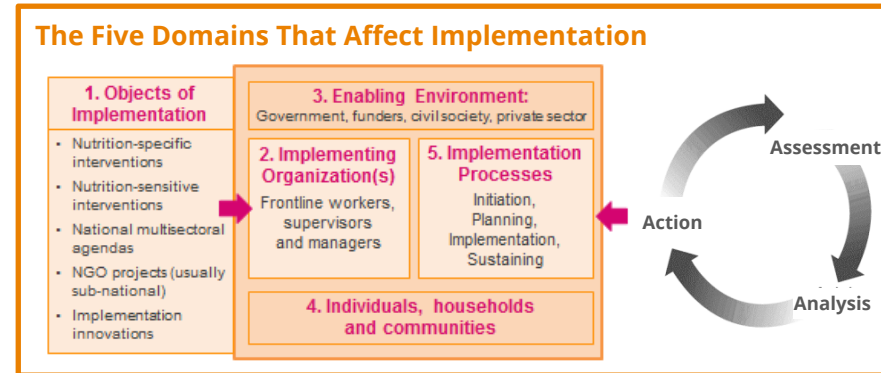 The Five Domains That Affect Implementation
1. Objects of
Implementation
• Nutrition-specific
interventions
• Nutrition-sensitive
interventions
• National multisectoral
agendas
• NGO projects (usually
sub-national)
• Implementation
innovations
3. Enabling Environment:
Government, funders, civil society, private sector
2. Implementing
Organization(s)
Frontline workers,
supervisors
and managers
5. Implementation
Processes
Initiation,
Planning,
Implementation,
Sustaining
4. Individuals, households
and communities
Assessment
Action
Analysis